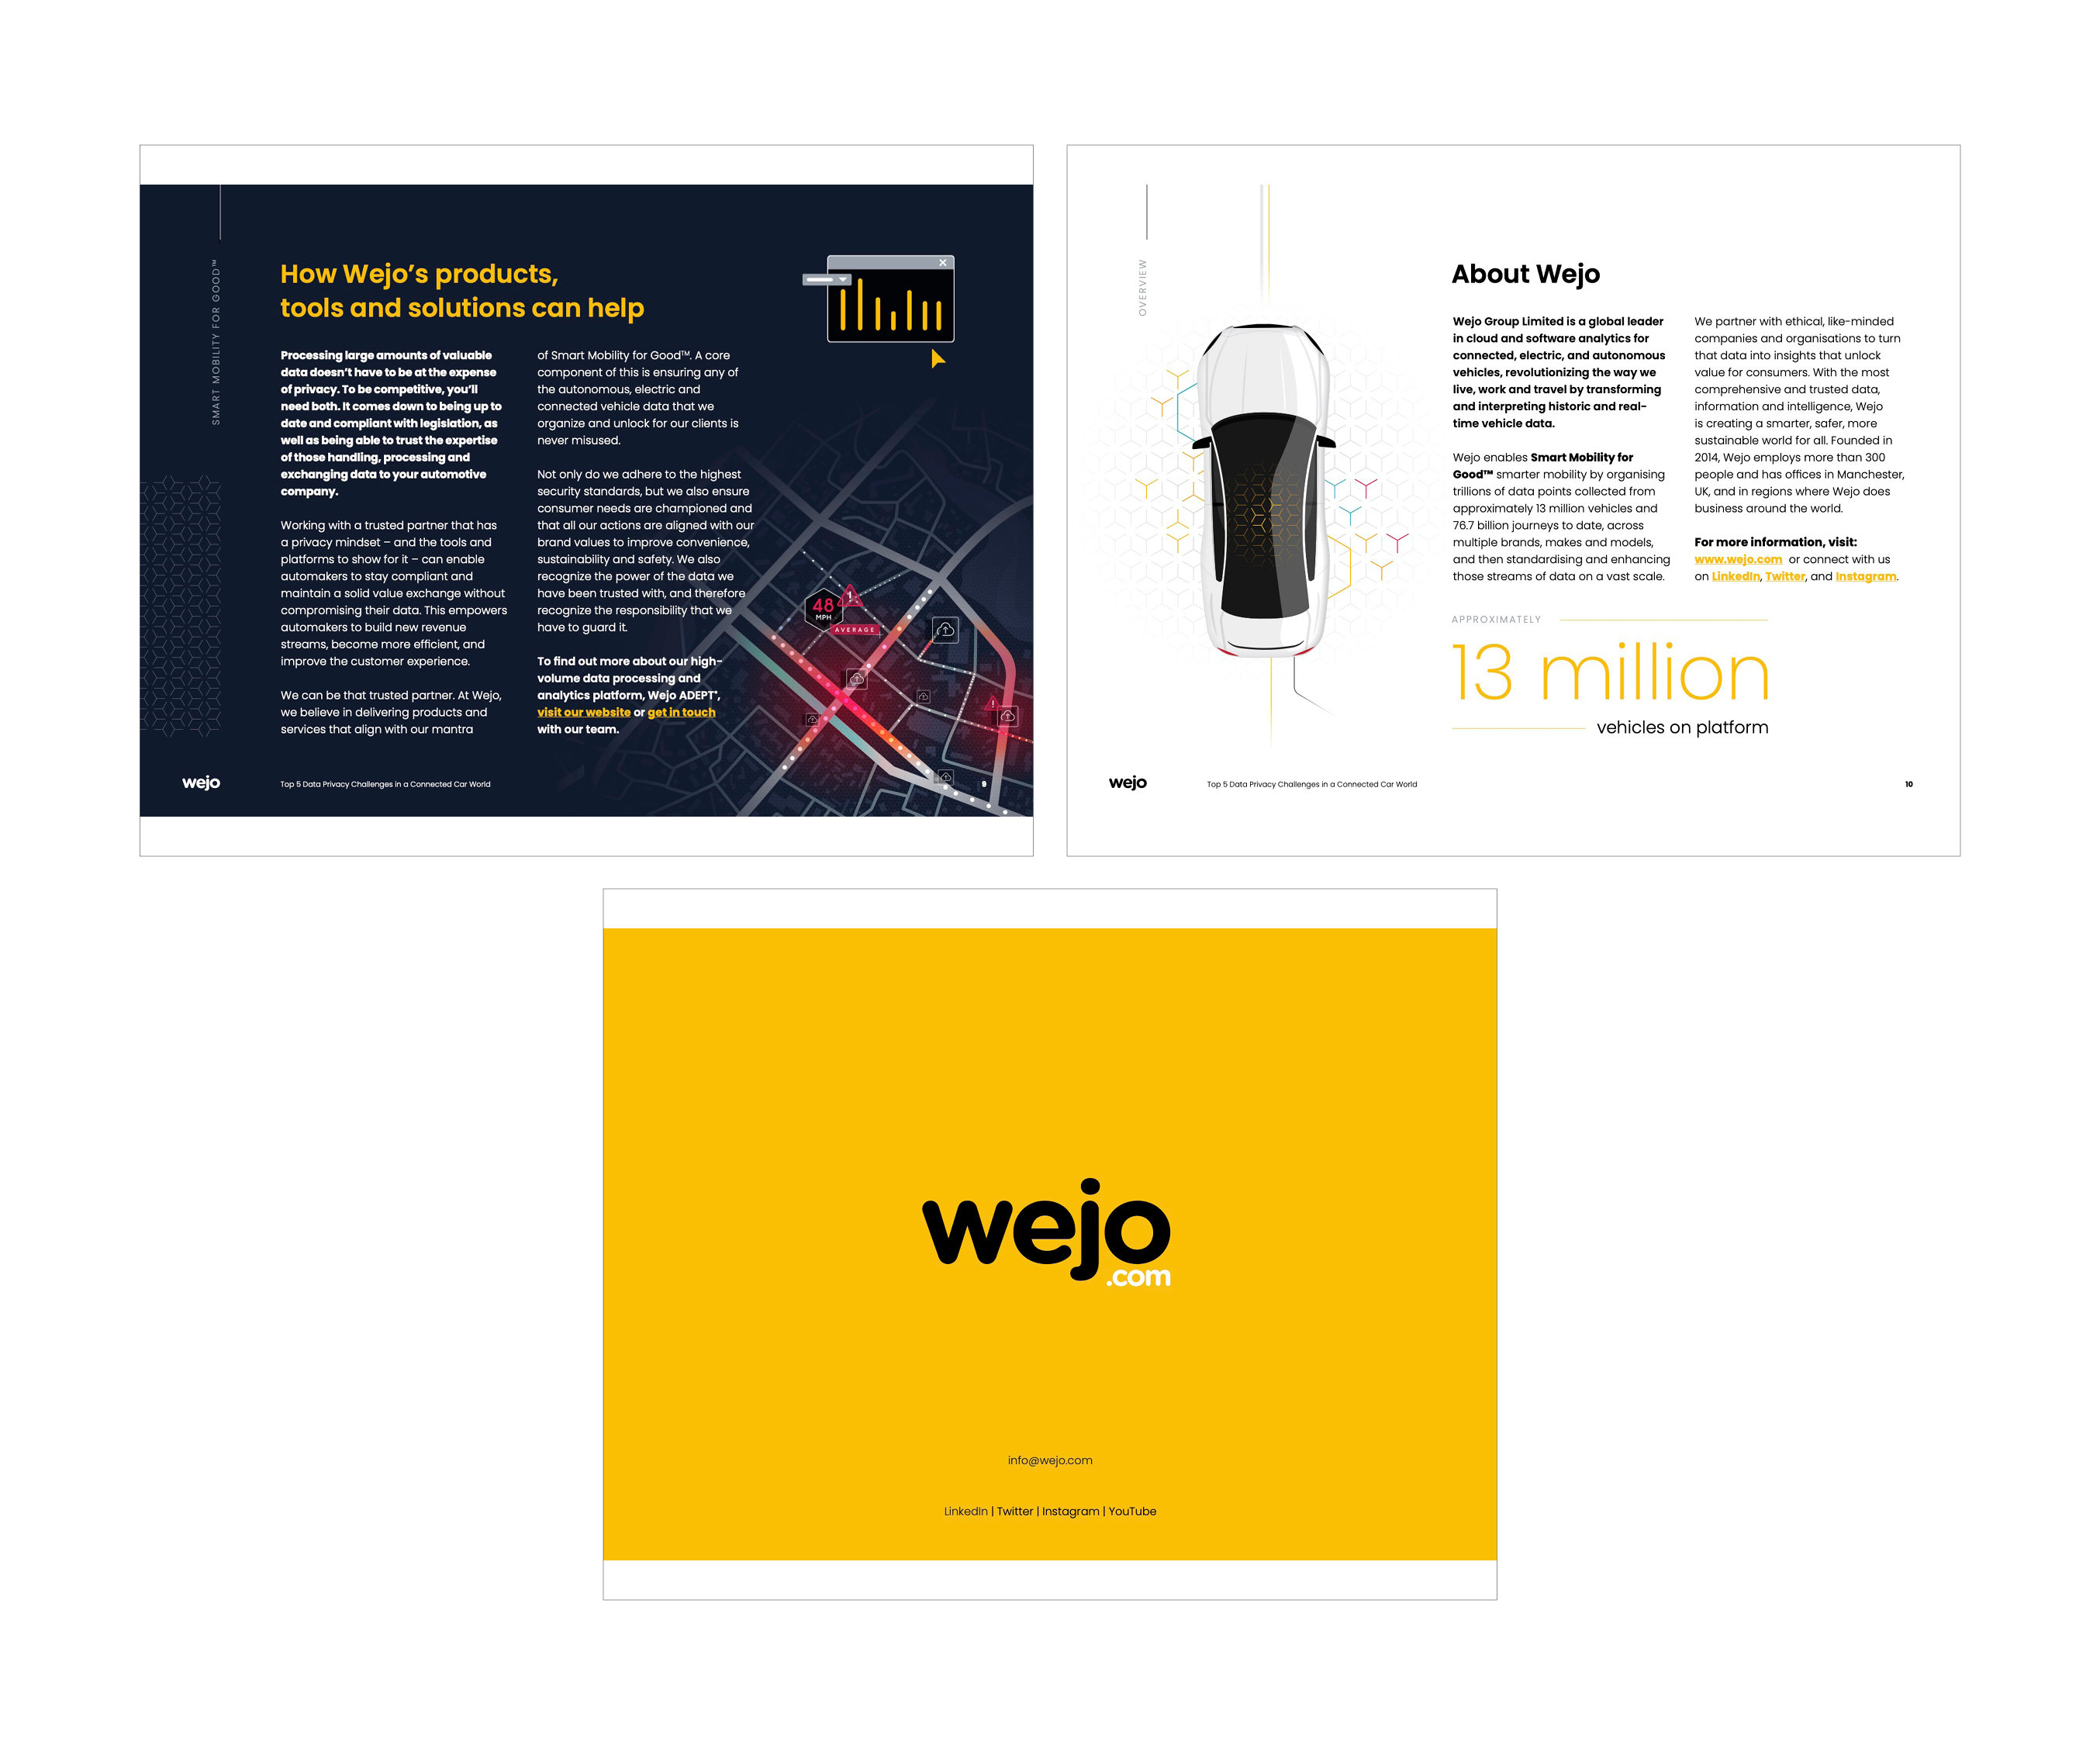 SMART MOBILITY FOR GOOD™
How Wejo's products,
tools and solutions can help
Processing large amounts of valuable
data doesn't have to be at the expense
of privacy. To be competitive, you'll
need both. It comes down to being up to
date and compliant with legislation, as
well as being able to trust the expertise
of those handling, processing and
exchanging data to your automotive
company.
Working with a trusted partner that has
a privacy mindset – and the tools and
platforms to show for it – can enable
automakers to stay compliant and
maintain a solid value exchange without
compromising their data. This empowers
automakers to build new revenue
streams, become more efficient, and
improve the customer experience.
We can be that trusted partner. At Wejo,
we believe in delivering products and
services that align with our mantra
of Smart Mobility for Good™. A core
component of this is ensuring any of
the autonomous, electric and
connected vehicle data that we
organize and unlock for our clients is
never misused.
Not only do we adhere to the highest
security standards, but we also ensure
consumer needs are championed and
that all our actions are aligned with our
brand values to improve convenience,
sustainability and safety. We also
recognize the power of the data we
have been trusted with, and therefore
recognize the responsibility that we
have to guard it.
To find out more about our high-
volume data processing and
analytics platform, Wejo ADEPT*,
visit our website or get in touch
with our team.
48
MPH
!
AVERAGE
!
wejo
Top 5 Data Privacy Challenges in a Connected Car World
9
OVERVIEW
About Wejo
Wejo Group Limited is a global leader
in cloud and software analytics for
connected, electric, and autonomous
vehicles, revolutionizing the way we
live, work and travel by transforming
and interpreting historic and real-
time vehicle data.
Wejo enables Smart Mobility for
Good™ smarter mobility by organising
trillions of data points collected from
approximately 13 million vehicles and
76.7 billion journeys to date, across
multiple brands, makes and models,
and then standardising and enhancing
those streams of data on a vast scale.
We partner with ethical, like-minded
companies and organisations to turn
that data into insights that unlock
value for consumers. With the most
comprehensive and trusted data,
information and intelligence, Wejo
is creating a smarter, safer, more
sustainable world for all. Founded in
2014, Wejo employs more than 300
people and has offices in Manchester,
UK, and in regions where Wejo does
business around the world.
For more information, visit:
www.wejo.com or connect with us
on LinkedIn, Twitter, and Instagram.
APPROXIMATELY
13 million
vehicles on platform
wejo
Top 5 Data Privacy Challenges in a Connected Car World
10
wejo
.com
info@wejo.com
LinkedIn | Twitter | Instagram | YouTube